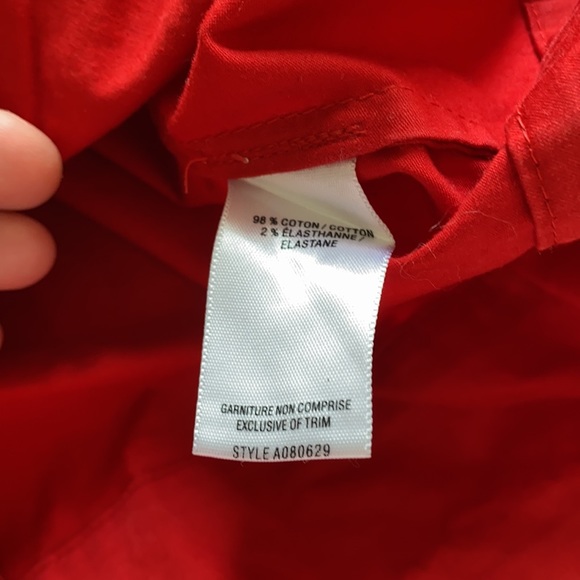 98 % COTON / COTTON
2 % ÉLASTHANNE /
ELASTANE
GARNITURE NON COMPRISE
EXCLUSIVE OF TRIM
STYLE A080629